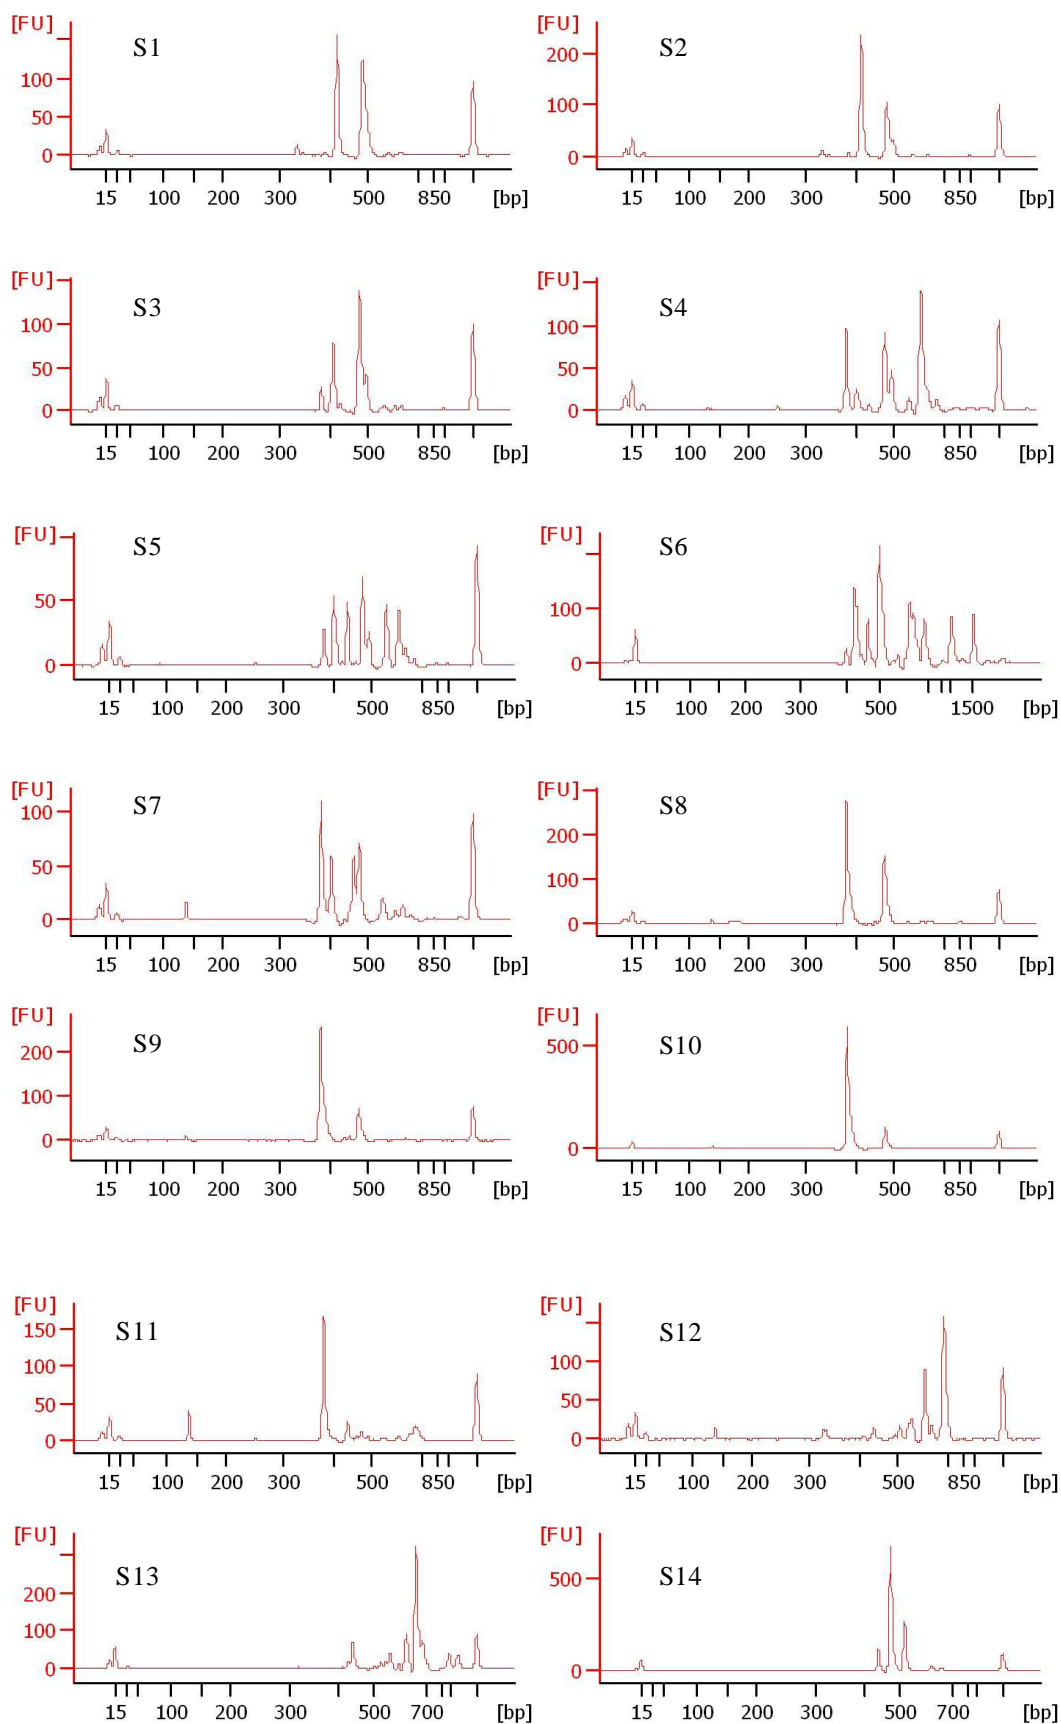 [FU] [FU]
S1 S2
100 50 0 200 100 0
15 100 200 300 500 850 [bp] 15 100 200 300 500 850 [bp]
[FU] [FU]
S3 S4
100 50 0 100 50 0
15 100 200 300 500 850 [bp] 15 100 200 300 500 850 [bp]
[FU] [FU]
S5 S6
50 0 100 0
15 100 200 300 500 850 [bp] 15 100 200 300 500 1500 [bp]
[FU] [FU]
S7 S8
100 50 0 200 100 0
15 100 200 300 500 850 [bp] 15 100 200 300 500 850 [bp]
[FU] [FU]
S9 S10
200 100 0 500 0
15 100 200 300 500 850 [bp] 15 100 200 300 500 850 [bp]
[FU] [FU]
S11 S12
150 100 50 0 100 50 0
15 100 200 300 500 850 [bp] 15 100 200 300 500 850 [bp]
[FU] [FU]
S13 S14
200 100 0 500 0
15 100 200 300 500 700 [bp] 15 100 200 300 500 700 [bp]